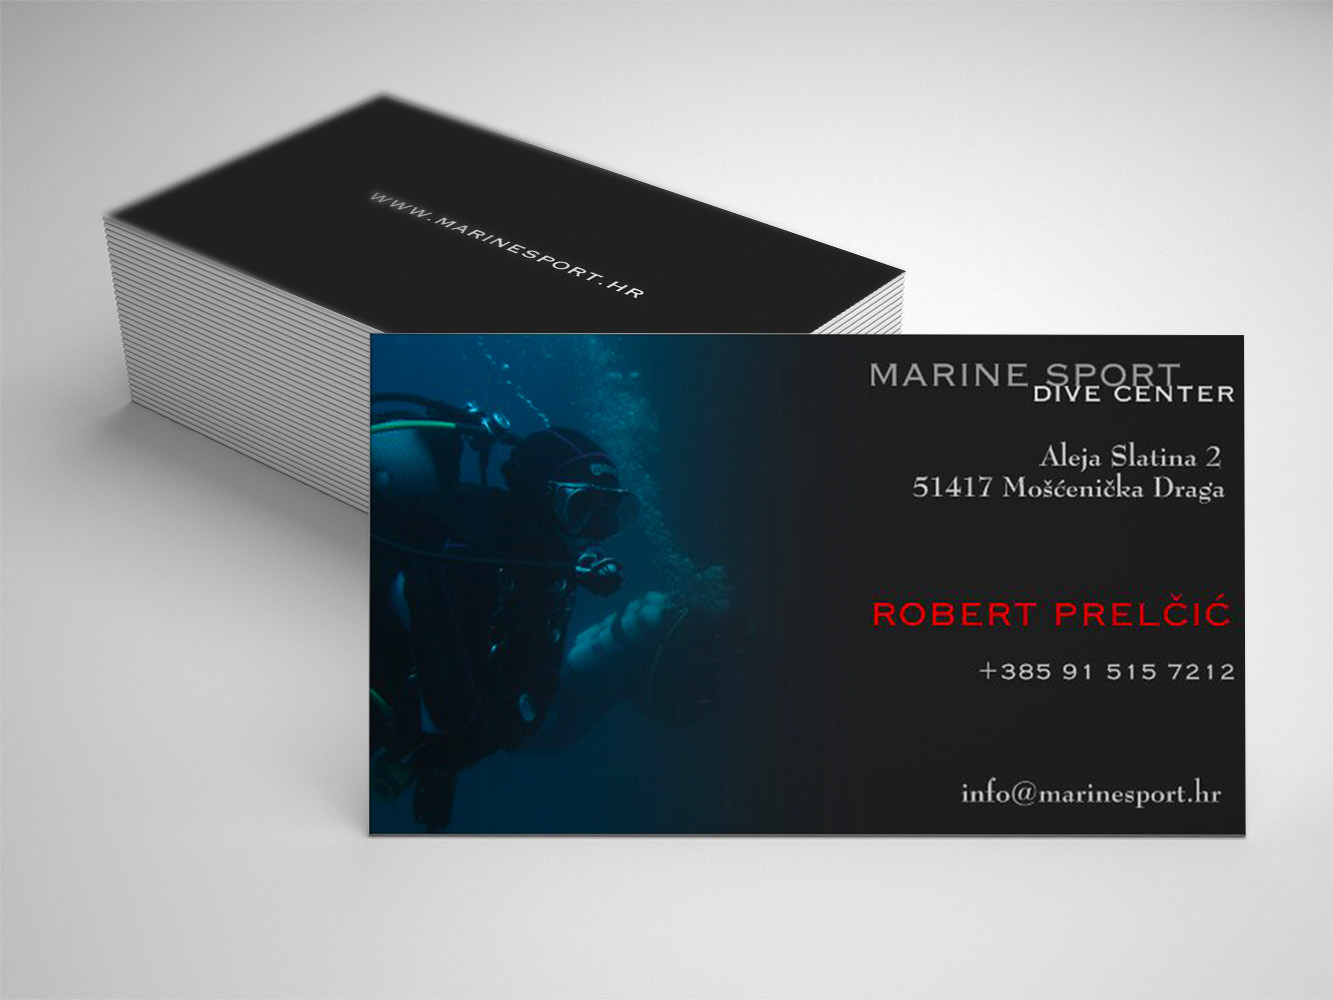 WWW.MARINESPORT.HR
MARINE SPORT
DIVE CENTER
Aleja Slatina 2
51417 Mošćenička Draga
ROBERT PRELČIĆ
+385 91 515 7212
info@marinesport.hr